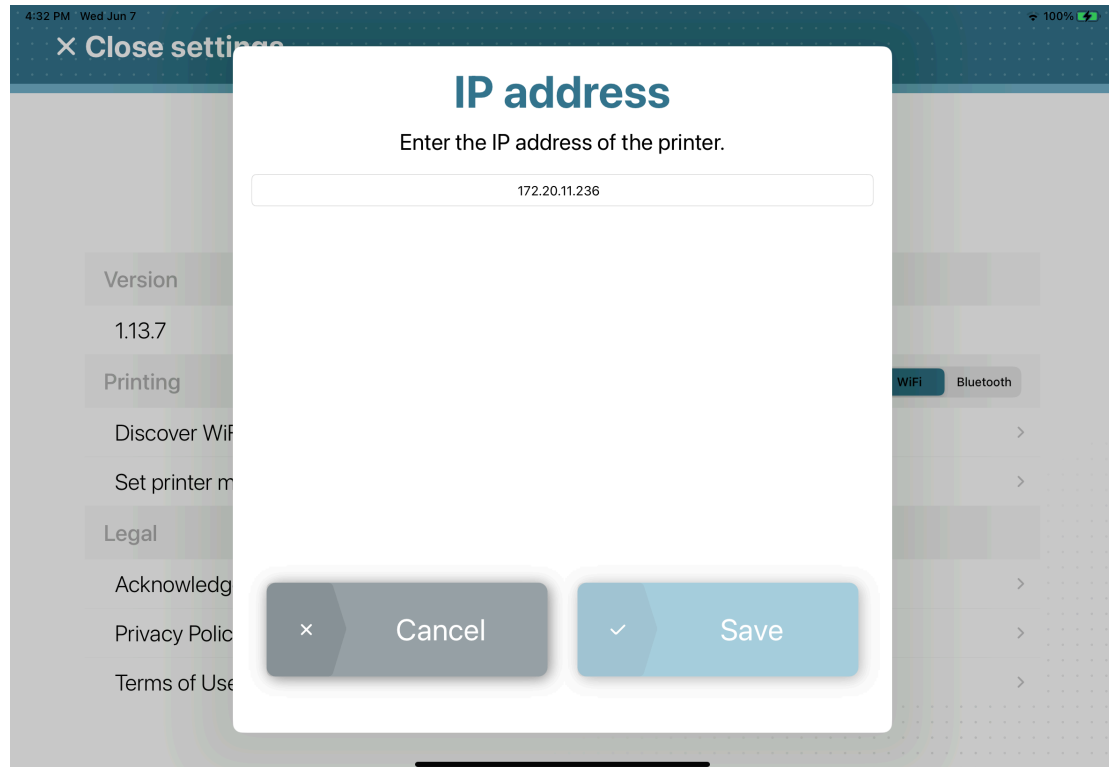 4:32 PM Wed Jun 7
100%
Close settings
IP address
Enter the IP address of the printer.
172.20.11.236
Version
1.13.7
Printing
WiFi Bluetooth
Discover WiF
Set printer m
Legal
Acknowledg
Privacy Polic
Terms of Use
Cancel
Save